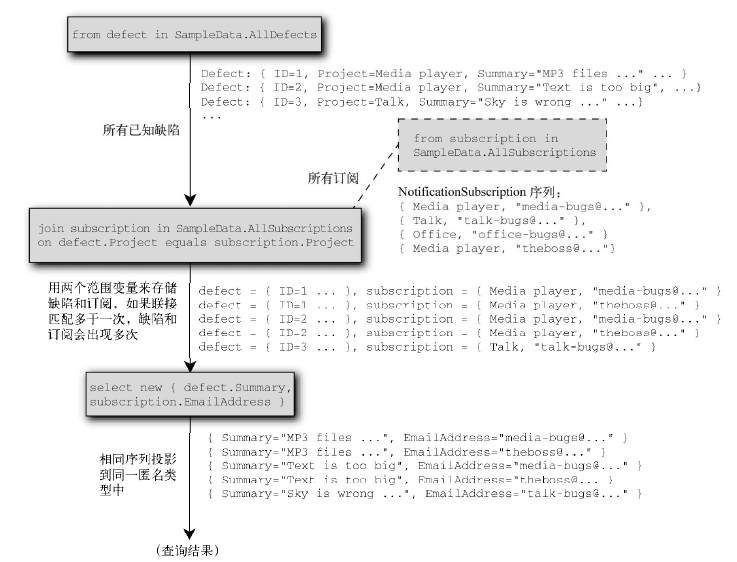 from defect in SampleData.AllDefects
Defect: { ID=1, Project=Media player, Summary="MP3 files ..." ... }
Defect: { ID=2, Project=Media player, Summary="Text is too big", ...}
Defect: { ID=3, Project=Talk, Summary="Sky is wrong ..." ...}
...
所有已知缺陷
from subscription in
SampleData.AllSubscriptions
所有订阅
NotificationSubscription 序列：
{ Media player, "media-bugs@..." },
{ Talk, "talk-bugs@..." },
{ Office, "office-bugs@..." }
{ Media player, "theboss@..."}
join subscription in SampleData.AllSubscriptions
on defect.Project equals subscription.Project
用两个范围变量来存储
缺陷和订阅，如果联接
匹配多于一次，缺陷和
订阅会出现多次
defect = { ID=1 ... }, subscription = { Media player, "media-bugs@..." }
defect = { ID=1 ... }, subscription = { Media player, "theboss@..." }
defect = { ID=2 ... }, subscription = { Media player, "media-bugs@..." }
defect = { ID=2 ... }, subscription = { Media player, "theboss@..." }
defect = { ID=3 ... }, subscription = { Talk, "talk-bugs@..." }
select new { defect.Summary,
subscription.EmailAddress }
相同序列投影
到同一匿名类
型中
{ Summary="MP3 files ...", EmailAddress="media-bugs@..." }
{ Summary="MP3 files ...", EmailAddress="theboss@..." }
{ Summary="Text is too big", EmailAddress="media-bugs@..." }
{ Summary="Text is too big", EmailAddress="theboss@... }
{ Summary="Sky is wrong ...", EmailAddress="talk-bugs@..." }
（查询结果）